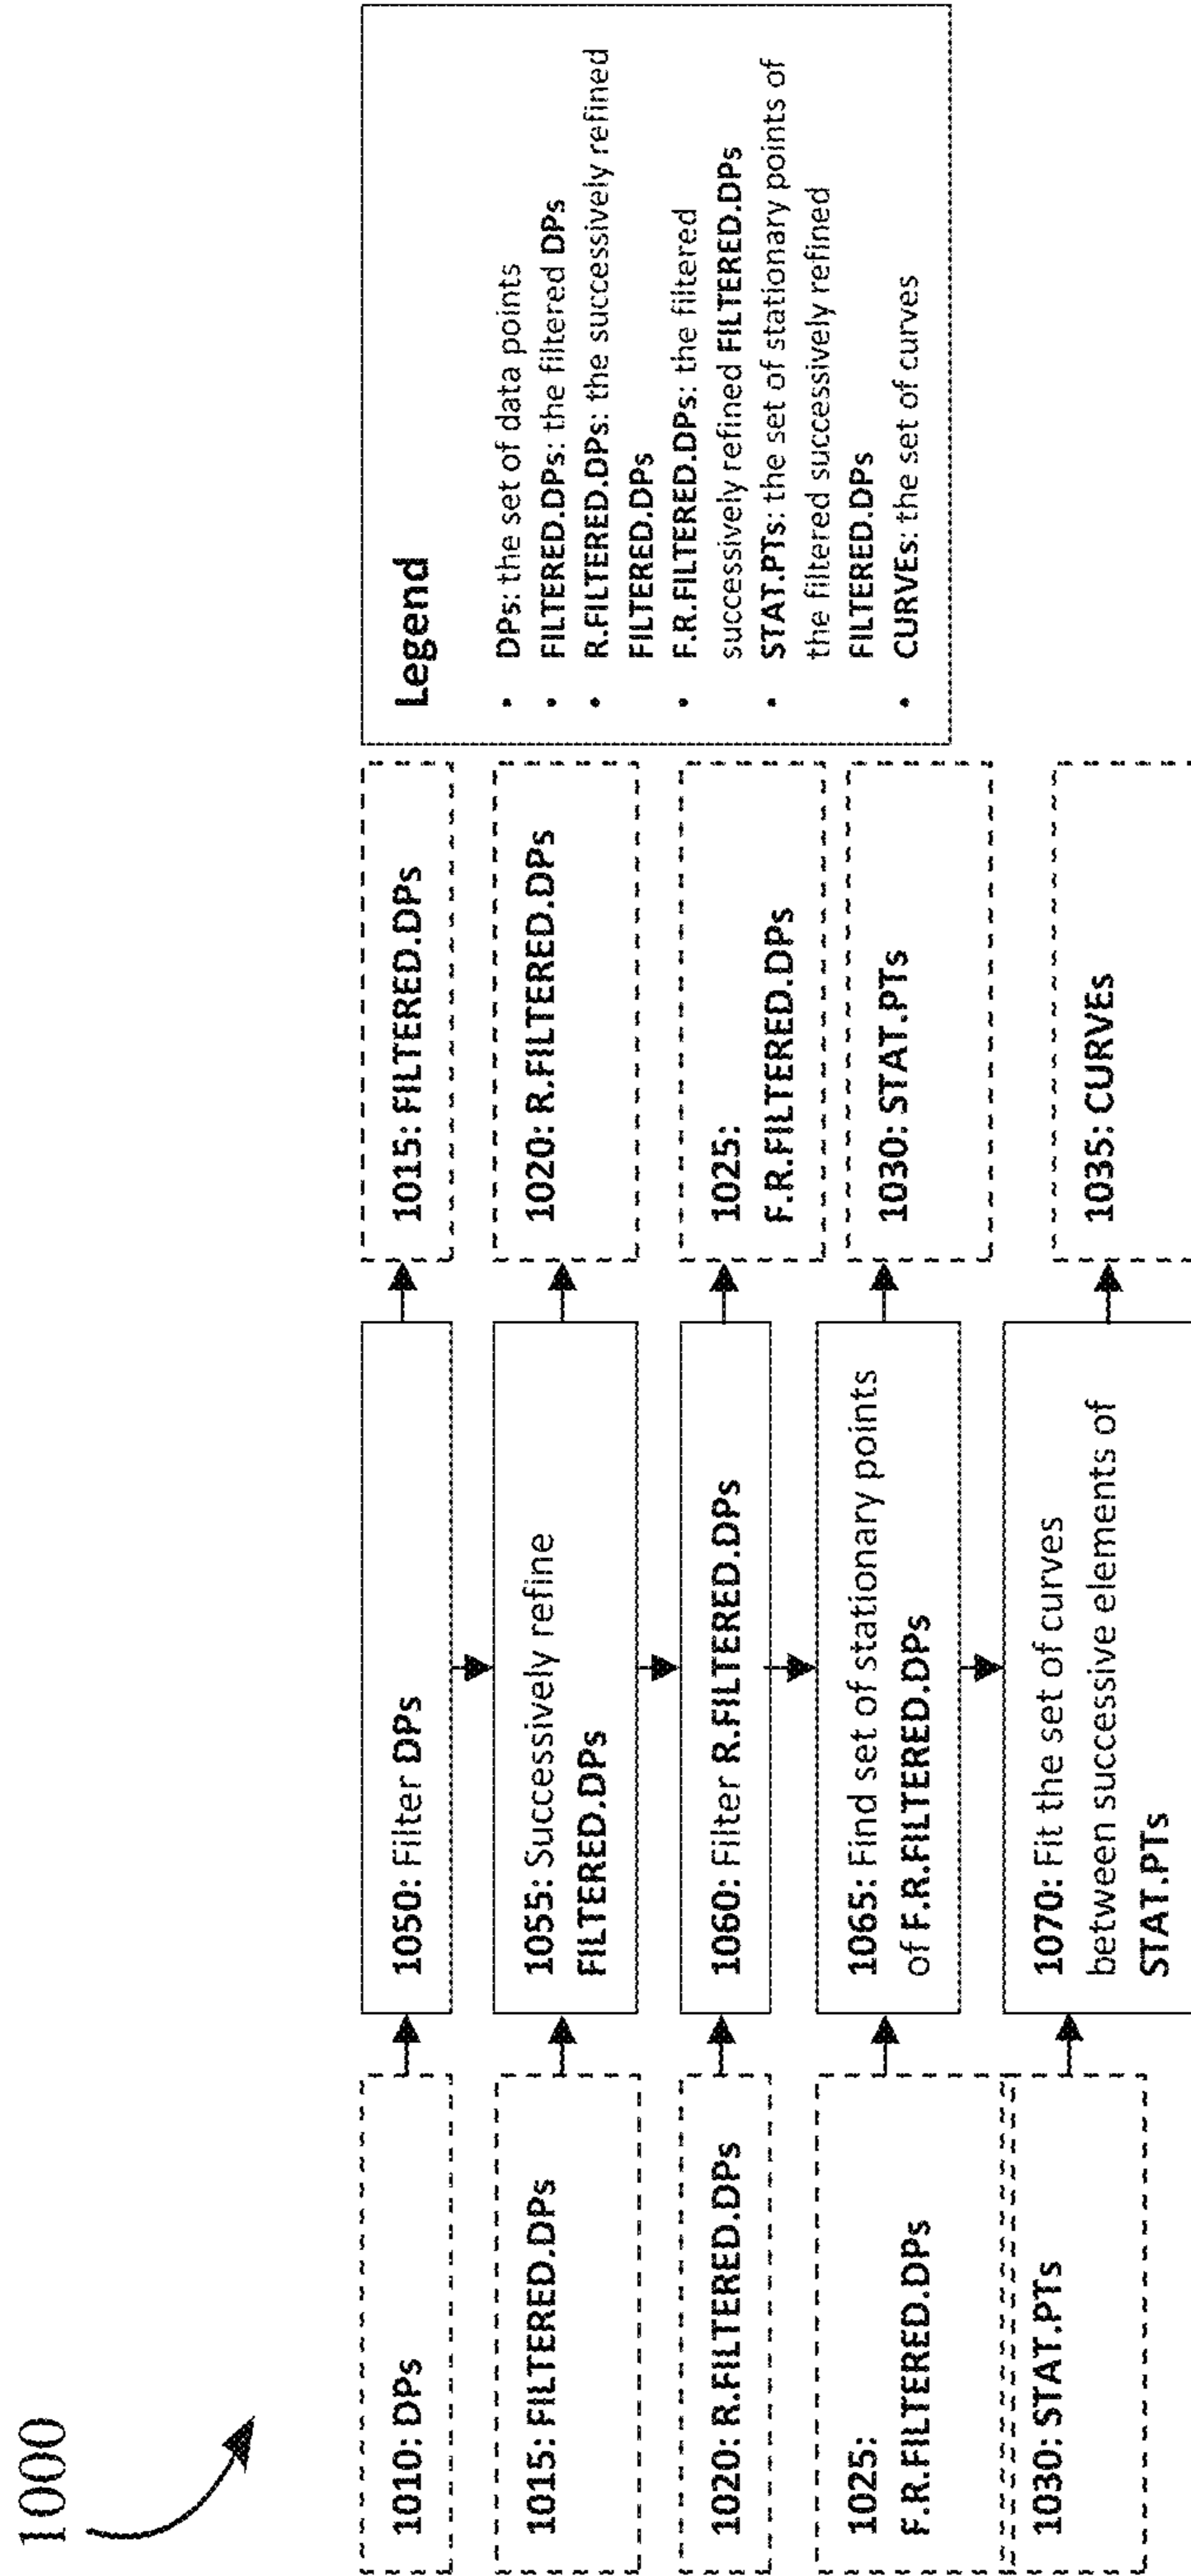 1000
1010: DPs
1050: Filter DPs
1015: FILTERED.DPs
1015: FILTERED.DPs
1055: Successively refine
FILTERED.DPs
1020: R.FILTERED.DPs
1020: R.FILTERED.DPs
1060: Filter R.FILTERED.DPs
1025:
F.R.FILTERED.DPs
1025:
F.R.FILTERED.DPs
1065: Find set of stationary points
of F.R.FILTERED.DPs
1030: STAT.PTs
1030: STAT.PTs
1070: Fit the set of curves
between successive elements of
STAT.PTs
1035: CURVEs
Legend
• DPs: the set of data points
• FILTERED.DPs: the filtered DPs
• R.FILTERED.DPs: the successively refined
FILTERED.DPs
• F.R.FILTERED.DPs: the filtered
successively refined FILTERED.DPs
• STAT.PTs: the set of stationary points of
the filtered successively refined
FILTERED.DPs
• CURVEs: the set of curves